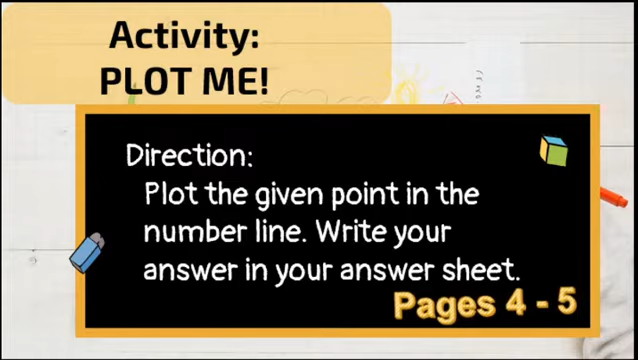 Activity:
PLOT ME!
Direction:
Plot the given point in the
number line. Write your
answer in your answer sheet.
Pages 4 - 5